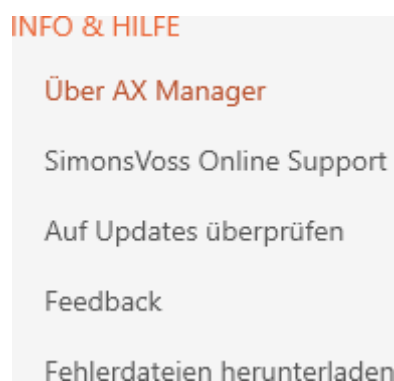 INFO & HILFE
Über AX Manager
SimonsVoss Online Support
Auf Updates überprüfen
Feedback
Fehlerdateien herunterladen